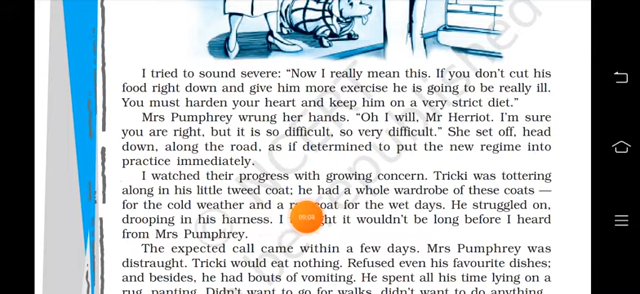 I tried to sound severe: “Now I really mean this. If you don't cut his
food right down and give him more exercise he is going to be really ill.
You must harden your heart and keep him on a very strict diet.”
Mrs Pumphrey wrung her hands. “Oh I will, Mr Herriot. I'm sure
you are right, but it is so difficult, so very difficult.” She set off, head
down, along the road, as if determined to put the new regime into
practice immediately.
I watched their progress with growing concern. Tricki was tottering
along in his little tweed coat; he had a whole wardrobe of these coats —
for the cold weather and a coat for the wet days. He struggled on,
drooping in his harness. I it wouldn't be long before I heard
from Mrs Pumphrey.
The expected call came within a few days. Mrs Pumphrey was
distraught. Tricki would eat nothing. Refused even his favourite dishes;
and besides, he had bouts of vomiting. He spent all his time lying on a
rug, panting. Didn't want to go for walks, didn't want to do anything.